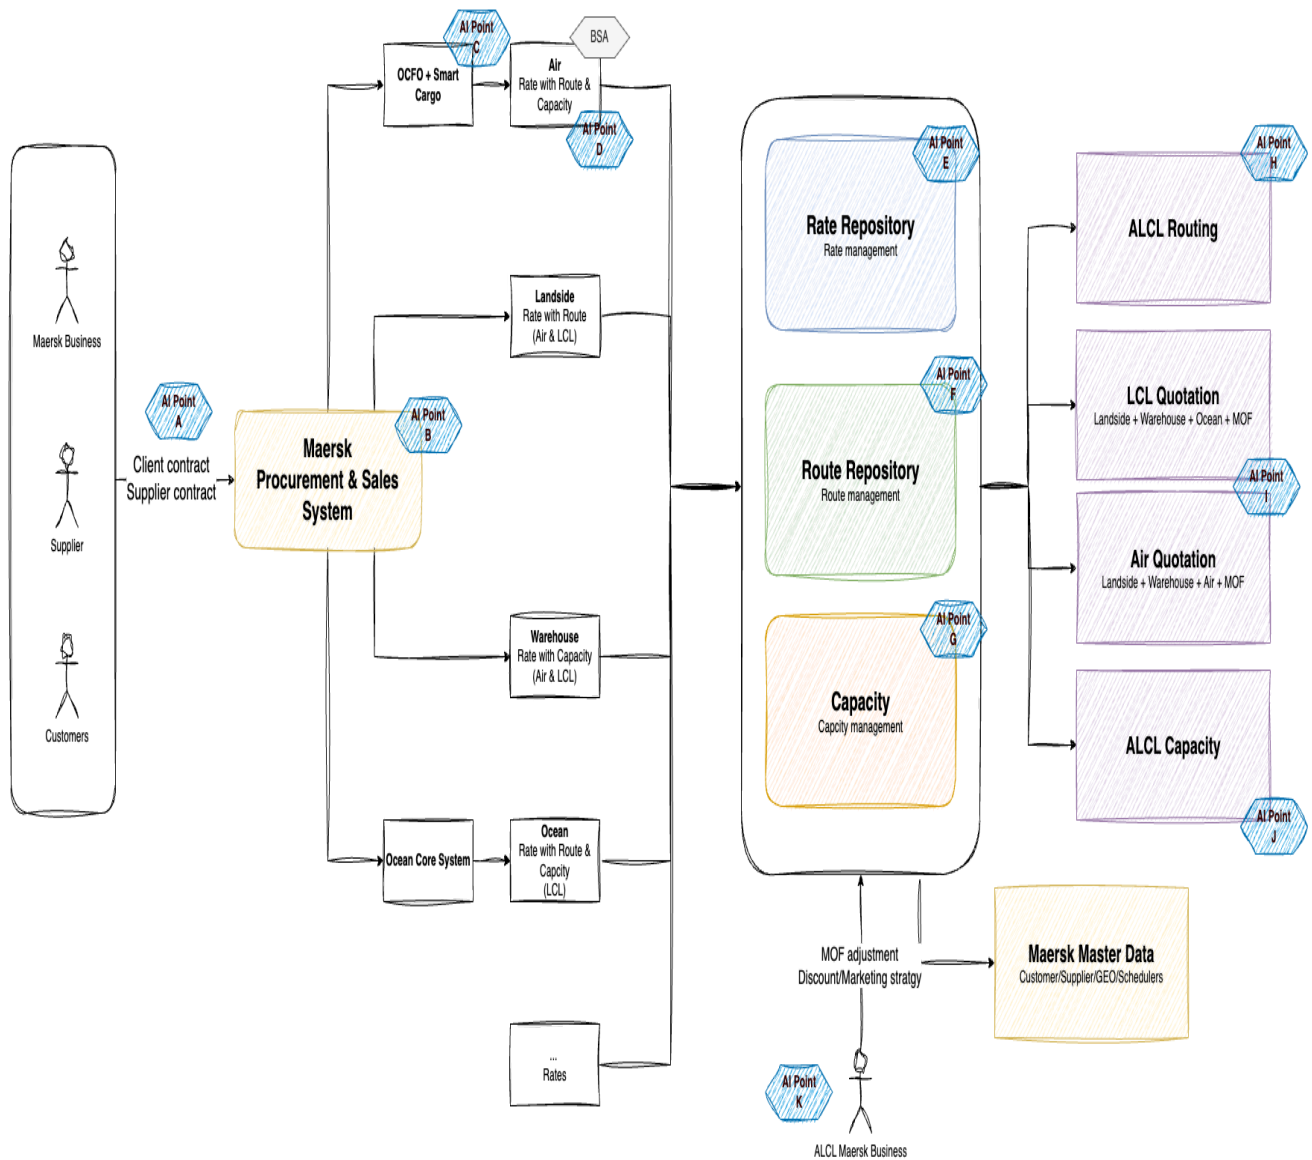 Maersk Business
Supplier
Customers
AI Point
A
Client contract
Supplier contract
Maersk
Procurement & Sales
System
AI Point
B
OCFO + Smart
Cargo
AI Point
C
Air
Rate with Route &
Capacity
BSA
AI Point
D
Landside
Rate with Route
(Air & LCL)
Warehouse
Rate with Capacity
(Air & LCL)
Ocean Core System
Ocean
Rate with Route &
Capcity
(LCL)
...
Rates
Rate Repository
Rate management
AI Point
E
Route Repository
Route management
AI Point
F
Capacity
Capcity management
AI Point
G
ALCL Routing
AI Point
H
LCL Quotation
Landside + Warehouse + Ocean + MOF
AI Point
I
Air Quotation
Landside + Warehouse + Air + MOF
ALCL Capacity
AI Point
J
MOF adjustment
Discount/Marketing stratgy
Maersk Master Data
Customer/Supplier/GEO/Schedulers
AI Point
K
ALCL Maersk Business